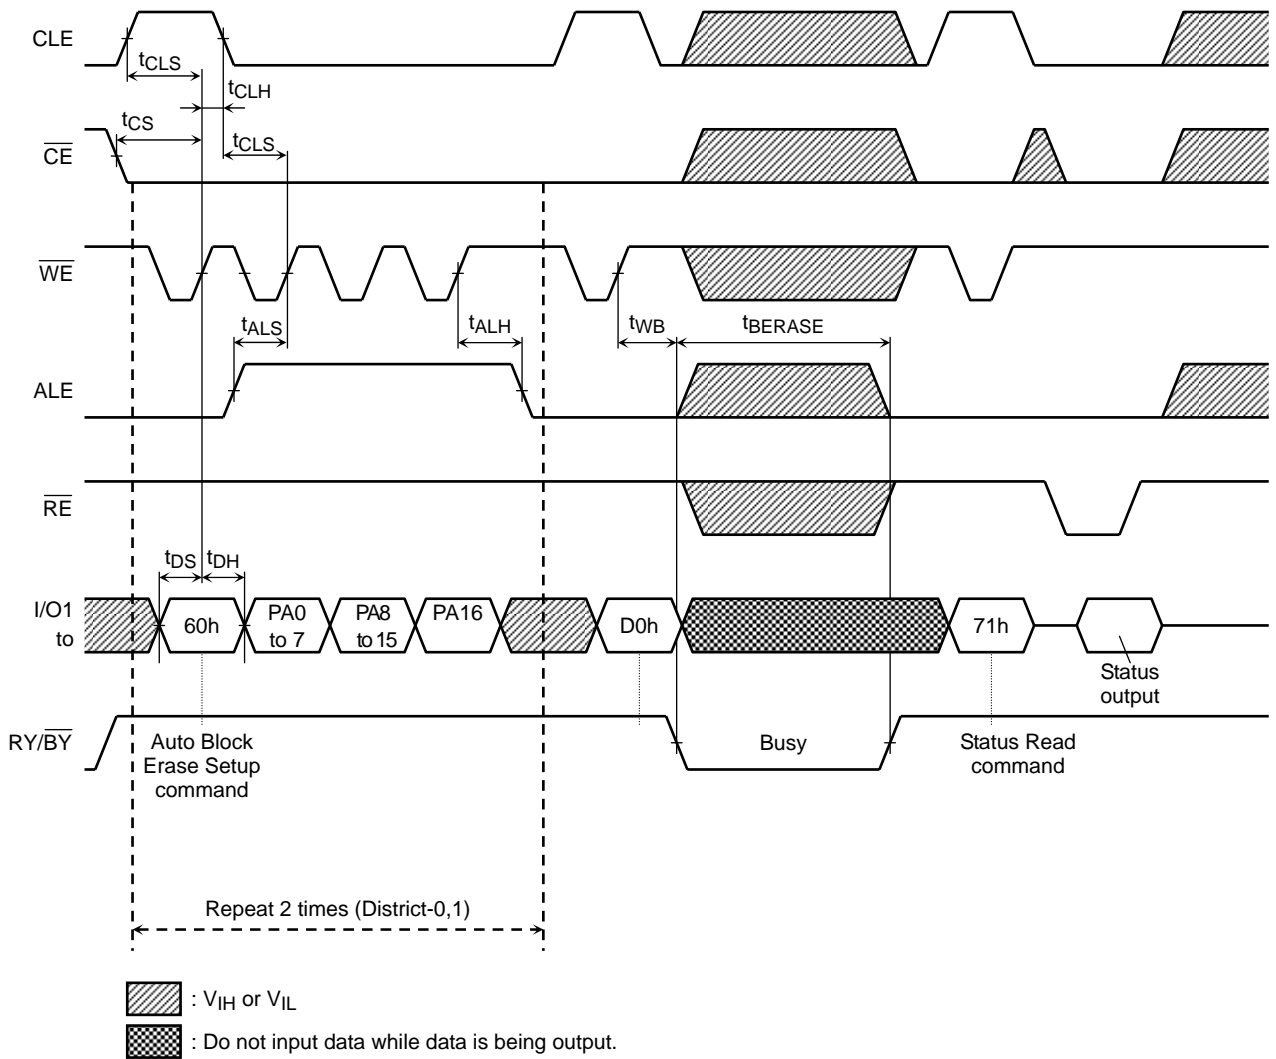 CLE
tCLS
tCLH
tCS
CE
tCLS
WE
tALS
tALH
tWB
tBERASE
ALE
RE
tDS
tDH
I/O1
to
60h
PA0
to 7
PA8
to 15
PA16
D0h
71h
Status
output
RY/BY
Auto Block
Erase Setup
command
Busy
Status Read
command
Repeat 2 times (District-0,1)
: VIH or VIL
: Do not input data while data is being output.